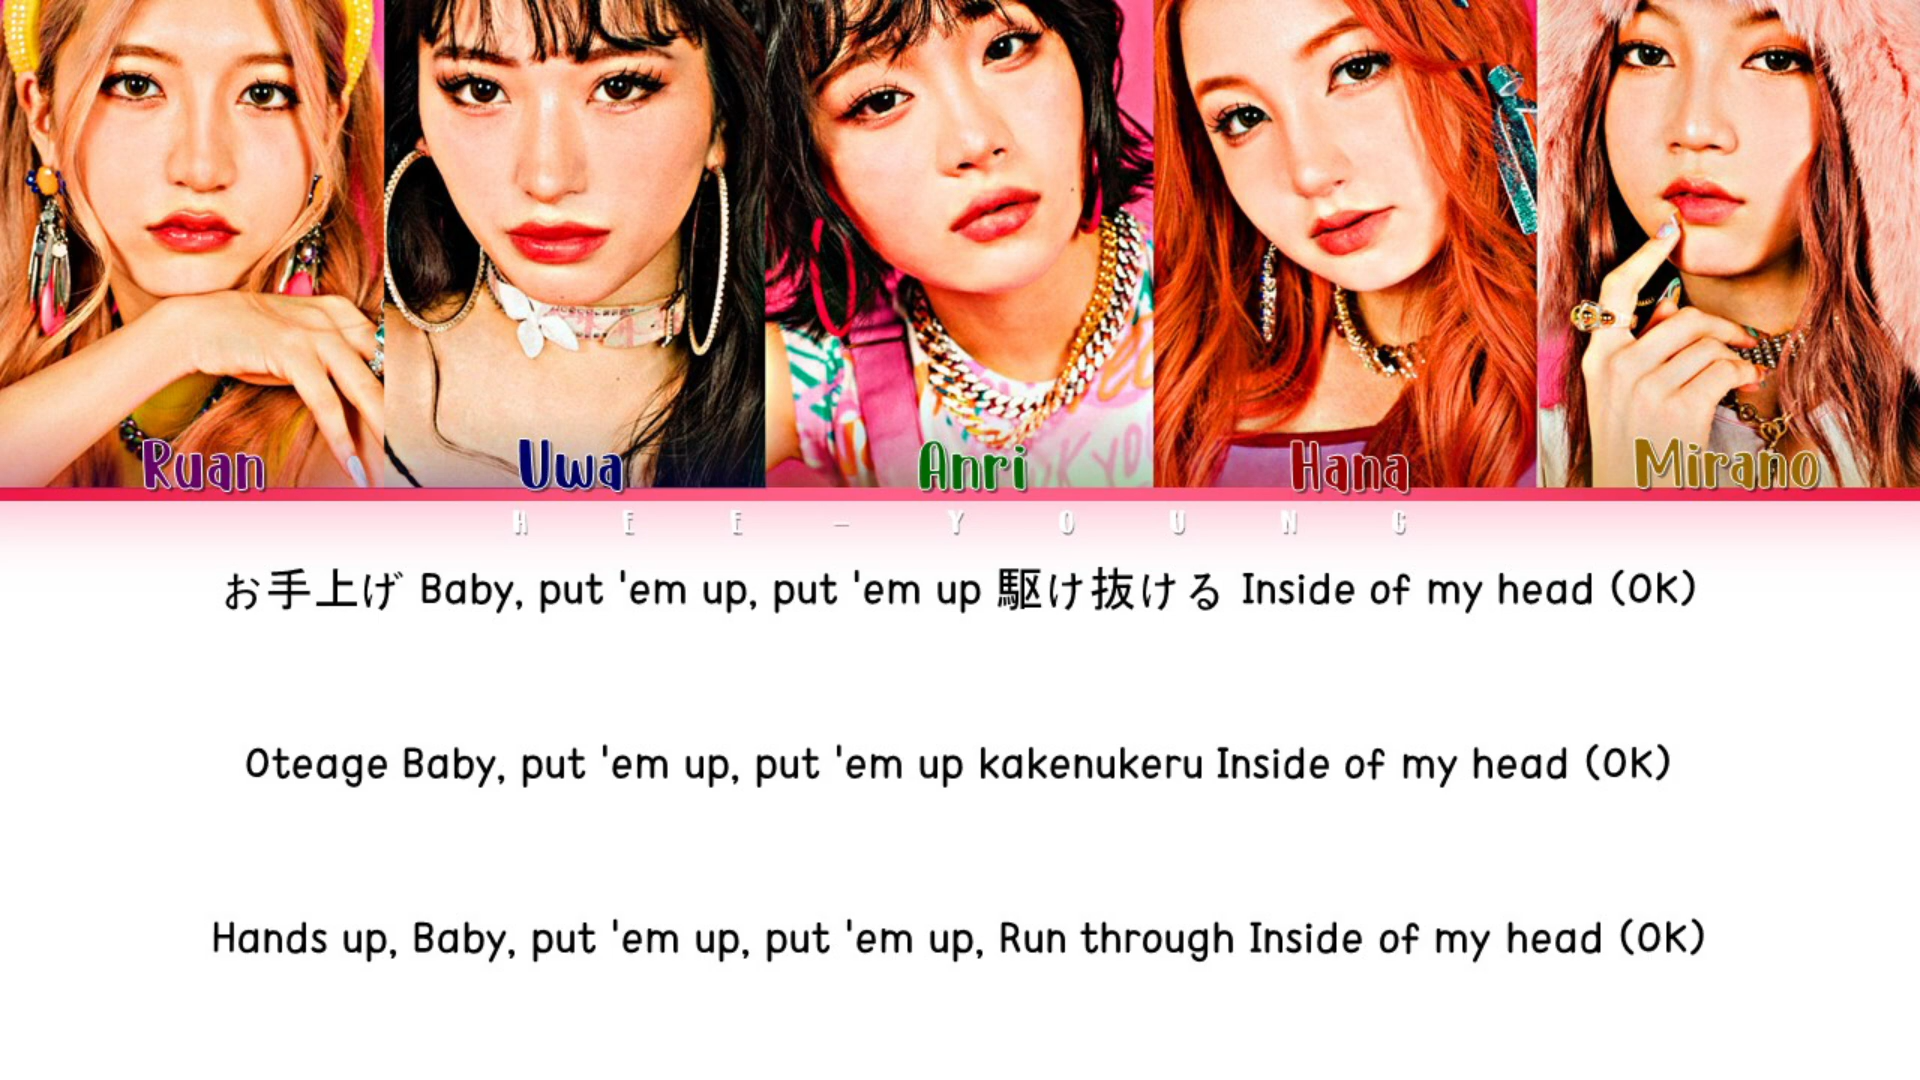 Ruan Uwa Anri Hana Mirano
HEE-YOUNG
お手上げ Baby, put 'em up, put 'em up 駆け抜ける Inside of my head (OK)
Oteage Baby, put 'em up, put 'em up kakenukeru Inside of my head (OK)
Hands up, Baby, put 'em up, put 'em up, Run through Inside of my head (OK)